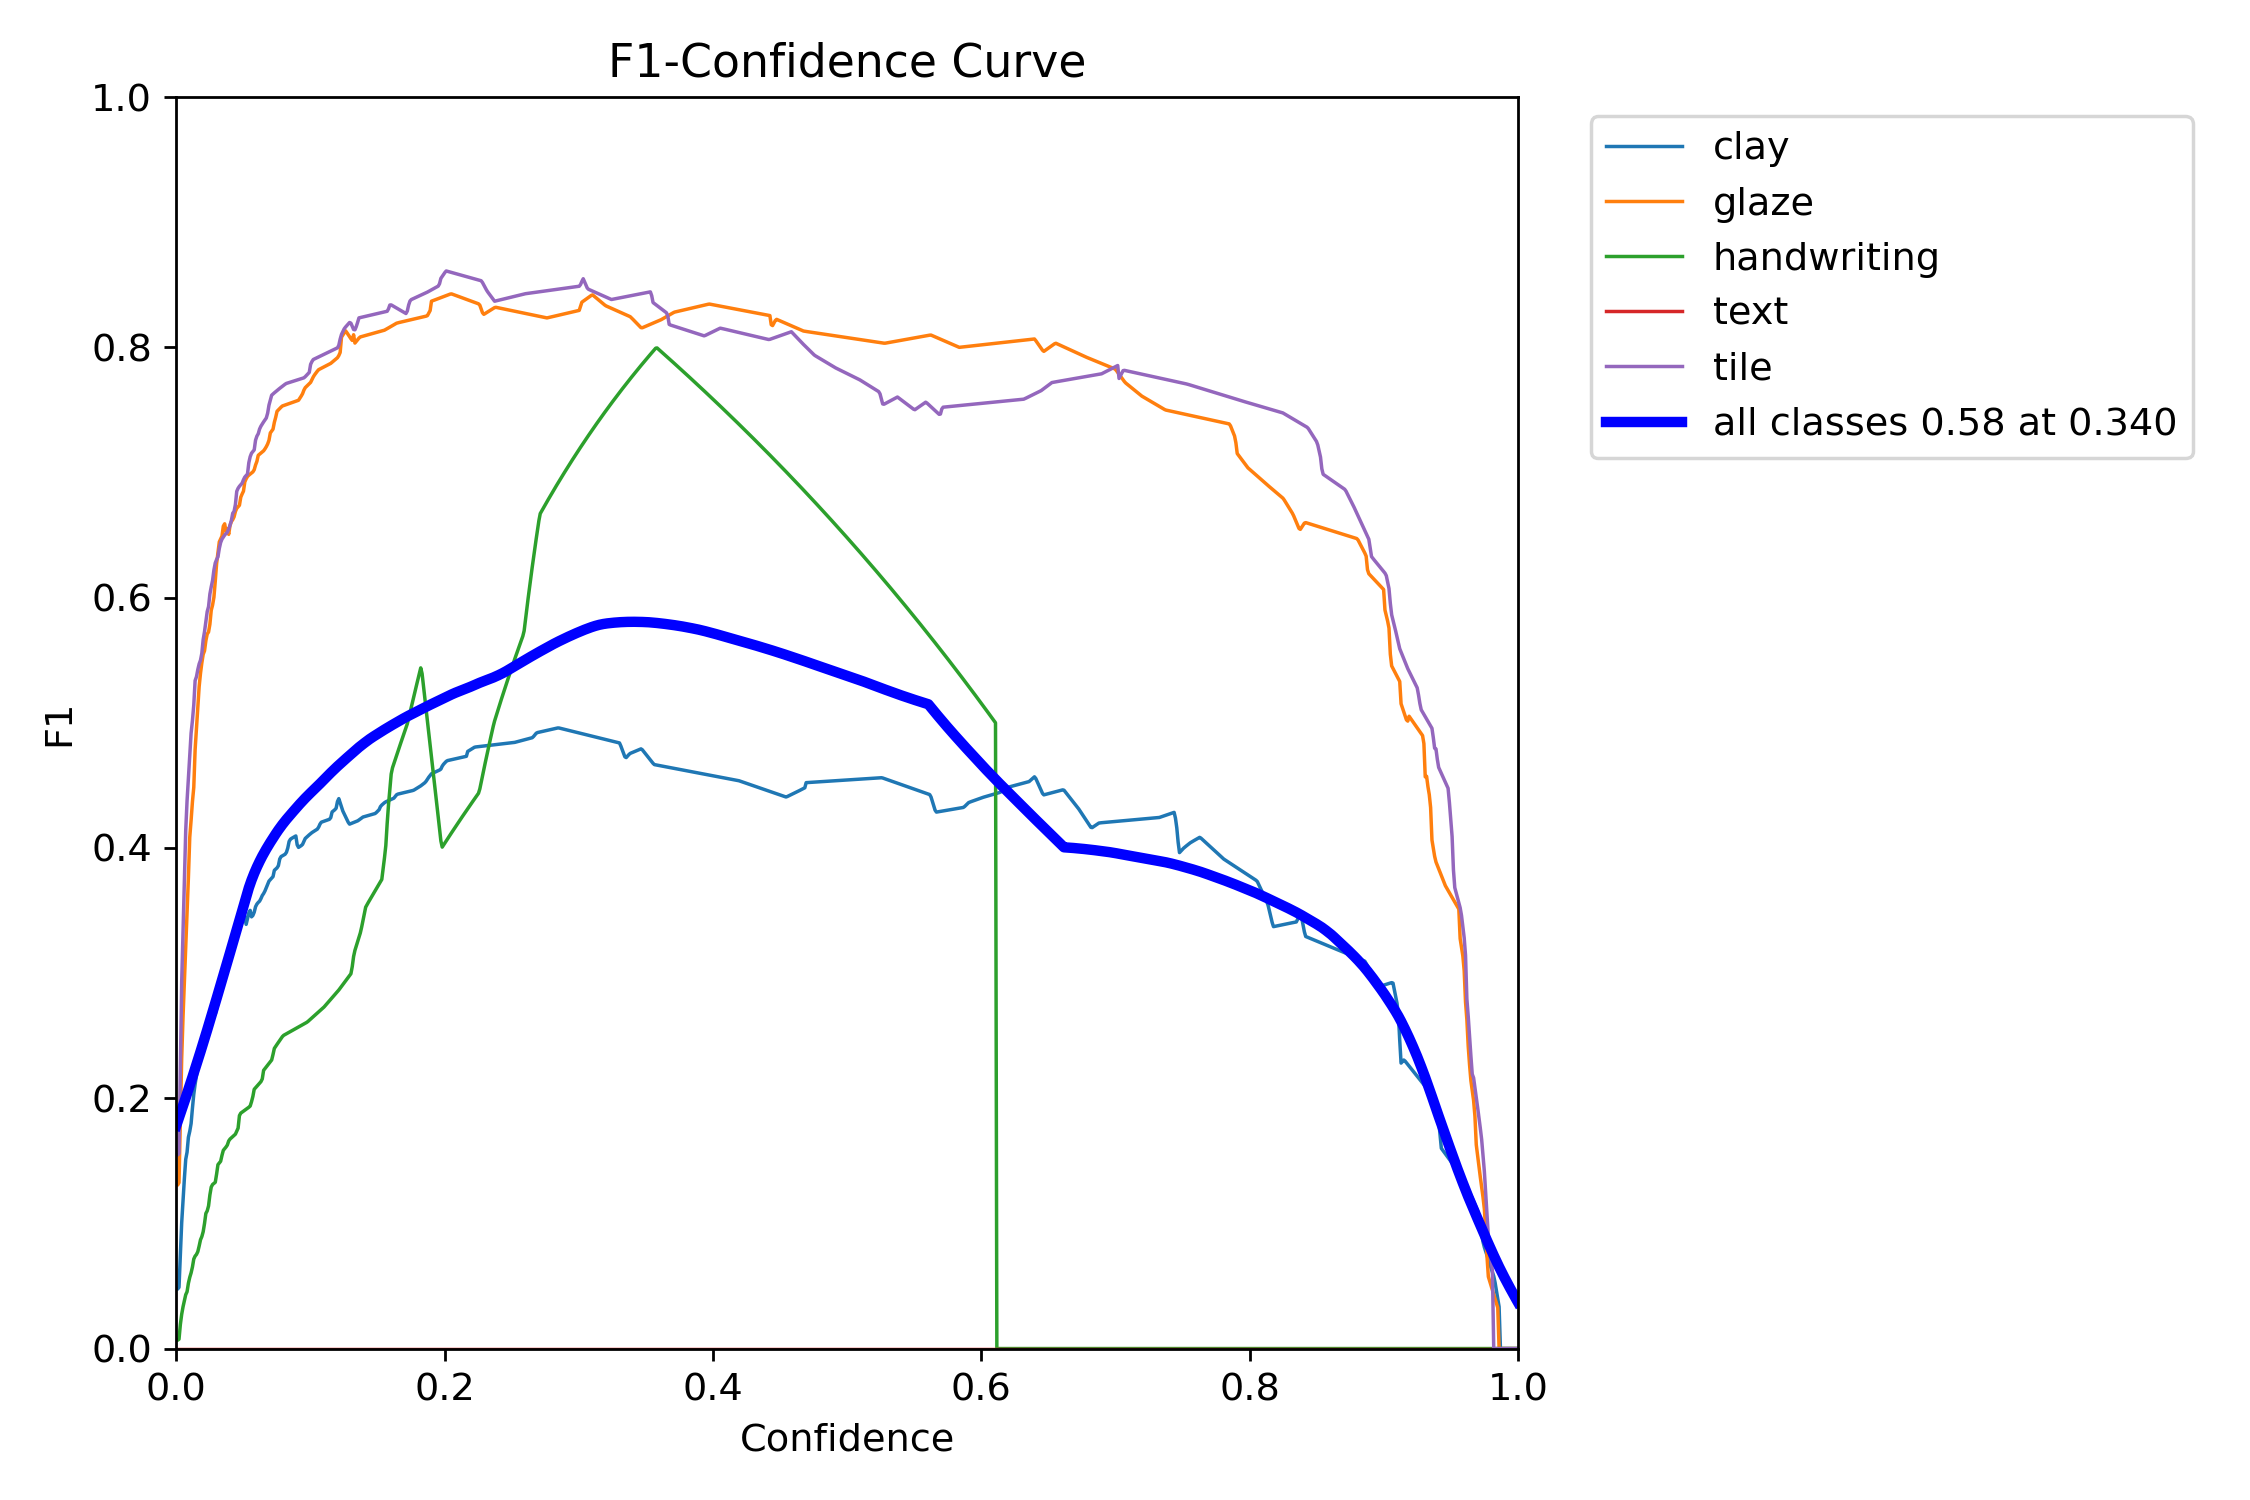 F1-Confidence Curve
1.0
0.8
0.6
0.4
0.2
0.0
F1
0.0 0.2 0.4 0.6 0.8 1.0
Confidence
clay
glaze
handwriting
text
tile
all classes 0.58 at 0.340